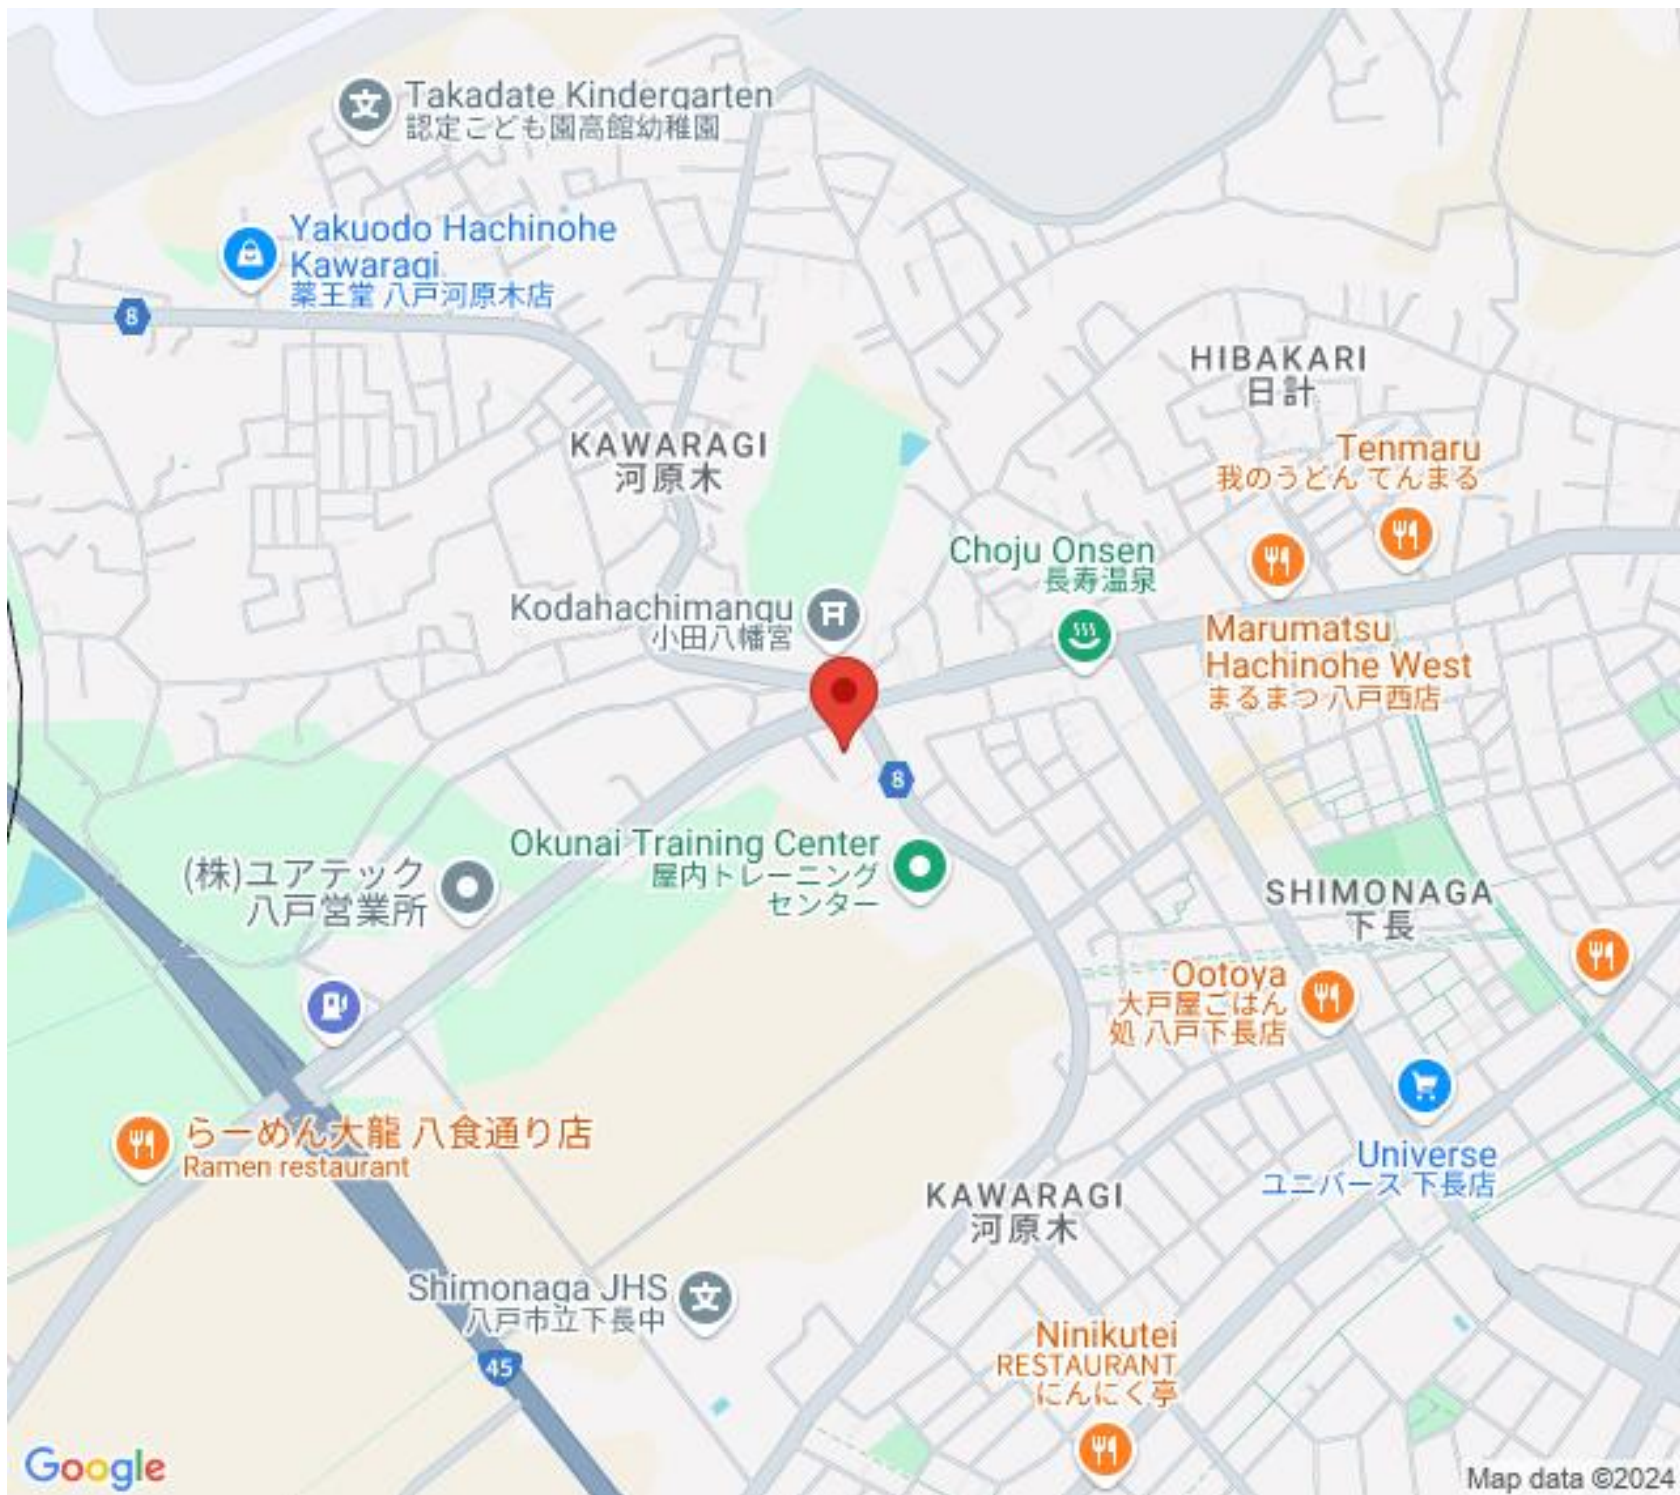 Takadate Kindergarten
認定こども園高館幼稚園
Yakuodo Hachinohe
Kawaragi
薬王堂 八戸河原木店
8
HIBAKARI
日計
KAWARAGI
河原木
Tenmaru
我のうどん てんまる
Choju Onsen
長寿温泉
Kodahachimangu
小田八幡宮
Marumatsu
Hachinohe West
まるまつ 八戸西店
8
Okunai Training Center
屋内トレーニング
センター
(株)ユアテック
八戸営業所
SHIMONAGA
下長
Ootoya
大戸屋ごはん
処 八戸下長店
らーめん大龍 八食通り店
Ramen restaurant
Universe
ユニバース 下長店
KAWARAGI
河原木
Shimonaga JHS
八戸市立下長中
45
Ninikutei
RESTAURANT
にんにく亭
Google
Map data ©2024